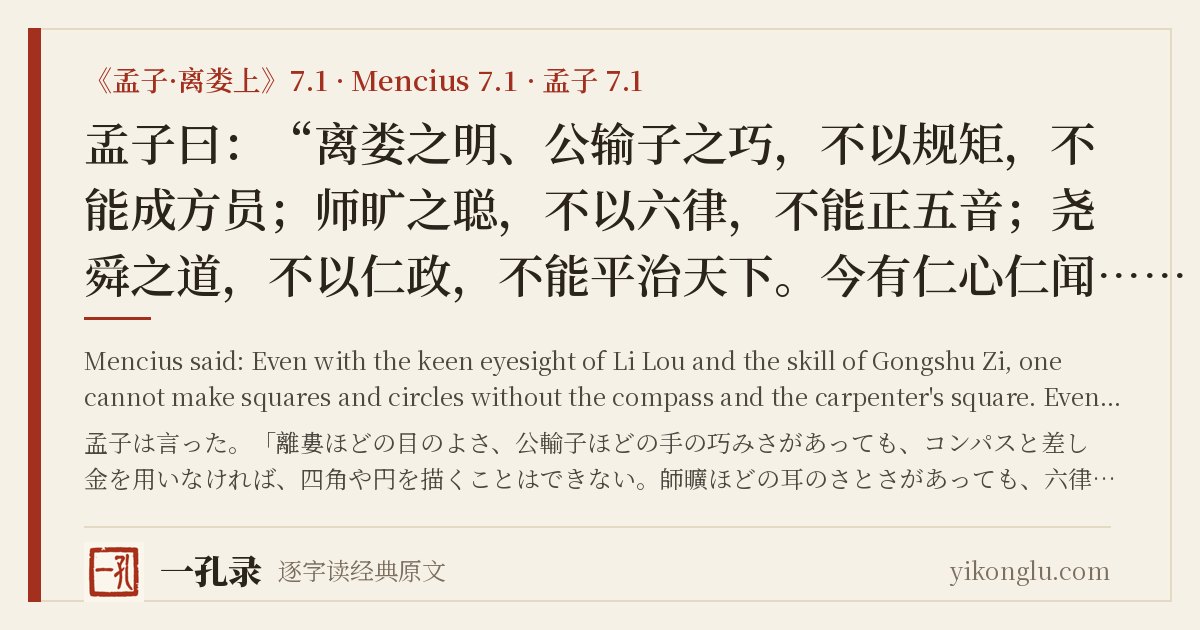 《孟子·离娄上》7.1 · Mencius 7.1 · 孟子 7.1
孟子曰：“离娄之明、公输子之巧，不以规矩，不
能成方员；师旷之聪，不以六律，不能正五音；尧
舜之道，不以仁政，不能平治天下。今有仁心仁闻……
Mencius said: Even with the keen eyesight of Li Lou and the skill of Gongshu Zi, one
cannot make squares and circles without the compass and the carpenter's square. Even…
孟子は言った。「離婁ほどの目のよさ、公輸子ほどの手の巧みさがあっても、コンパスと差し
金を用いなければ、四角や円を描くことはできない。師曠ほどの耳のさとさがあっても、六律…
一孔
一孔录 逐字读经典原文 yikonglu.com